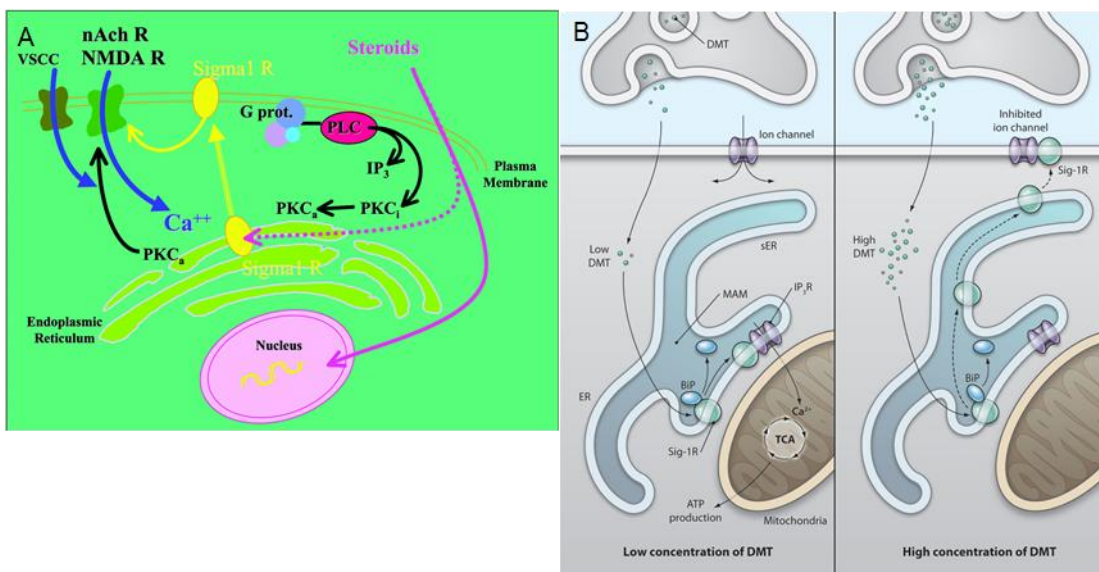 A
nAch R
NMDA R
VSCC
Sigma1 R
Steroids
G prot.
PLC
IP3
Plasma
Membrane
PKCa
PKCi
Ca++
PKCa
Sigma1 R
Endoplasmic
Reticulum
Nucleus
B
DMT
Ion channel
Low
DMT
sER
MAM
IP3R
BiP
ER
Ca2+
TCA
Sig-1R
ATP
production
Mitochondria
Low concentration of DMT
Inhibited
ion channel
Sig-1R
High
DMT
BiP
High concentration of DMT